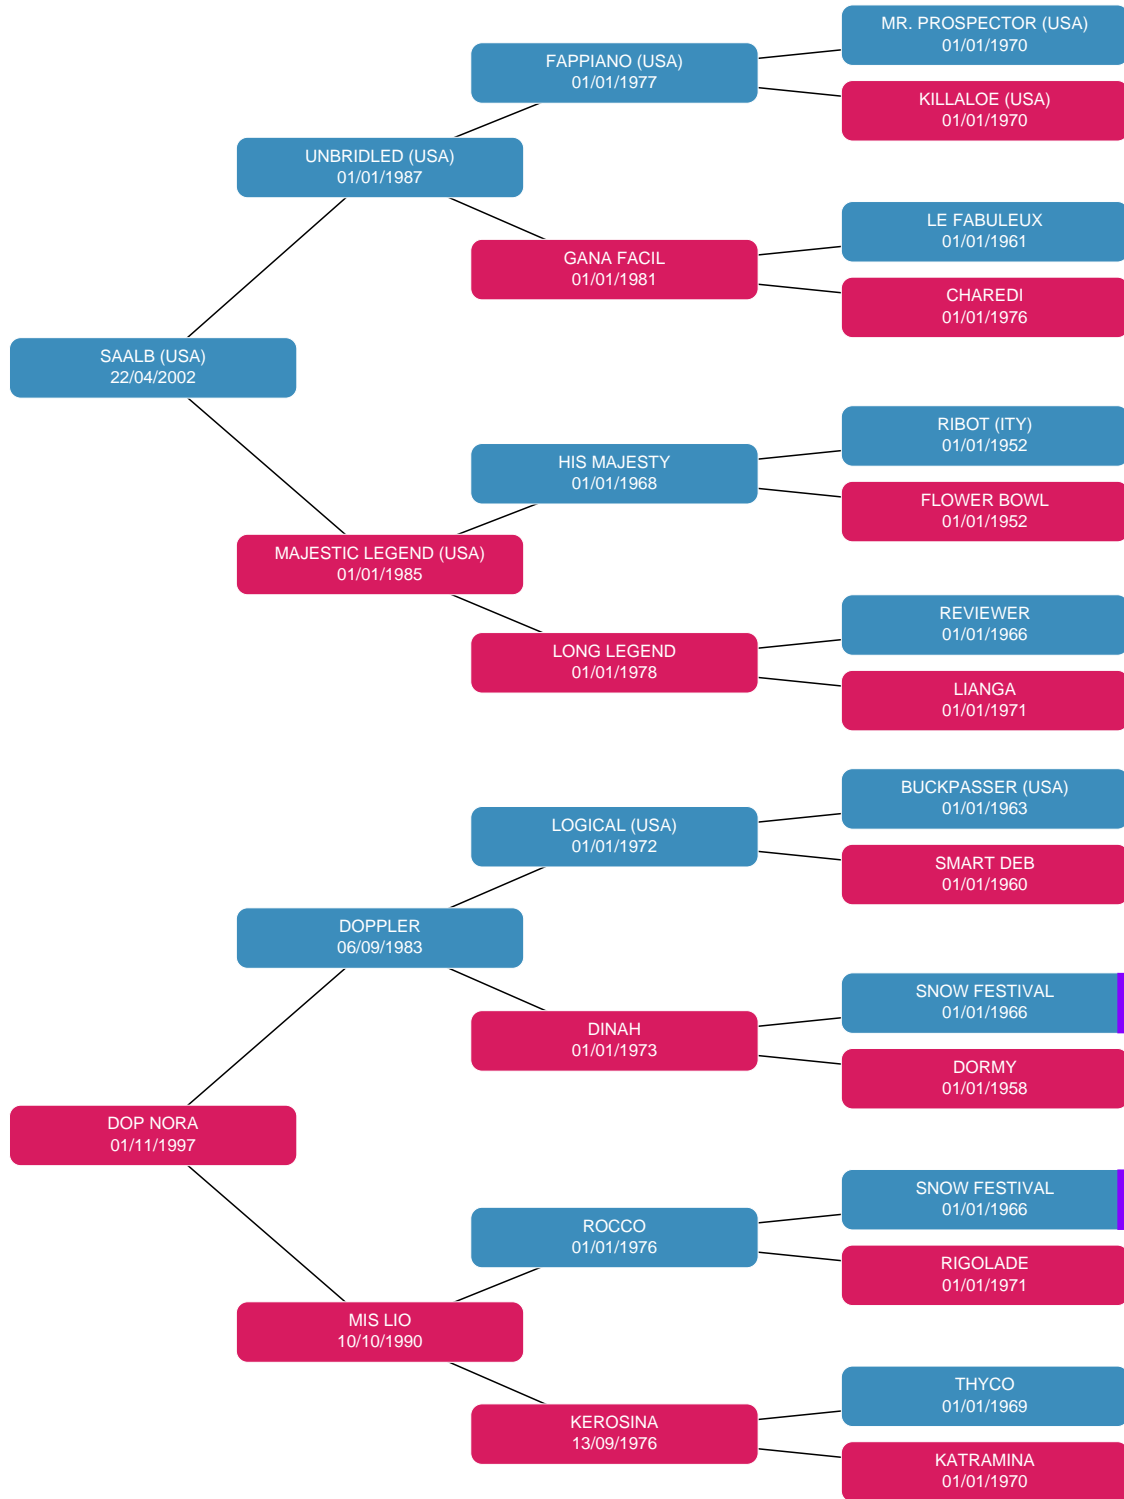 MR. PROSPECTOR (USA)
01/01/1970
FAPPIANO (USA)
01/01/1977
KILLALOE (USA)
01/01/1970
UNBRIDLED (USA)
01/01/1987
LE FABULEUX
01/01/1961
GANA FACIL
01/01/1981
CHAREDI
01/01/1976
SAALB (USA)
22/04/2002
RIBOT (ITY)
01/01/1952
HIS MAJESTY
01/01/1968
FLOWER BOWL
01/01/1952
MAJESTIC LEGEND (USA)
01/01/1985
REVIEWER
01/01/1966
LONG LEGEND
01/01/1978
LIANGA
01/01/1971
BUCKPASSER (USA)
01/01/1963
LOGICAL (USA)
01/01/1972
SMART DEB
01/01/1960
DOPPLER
06/09/1983
SNOW FESTIVAL
01/01/1966
DINAH
01/01/1973
DORMY
01/01/1958
DOP NORA
01/11/1997
SNOW FESTIVAL
01/01/1966
ROCCO
01/01/1976
RIGOLADE
01/01/1971
MIS LIO
10/10/1990
THYCO
01/01/1969
KEROSINA
13/09/1976
KATRAMINA
01/01/1970